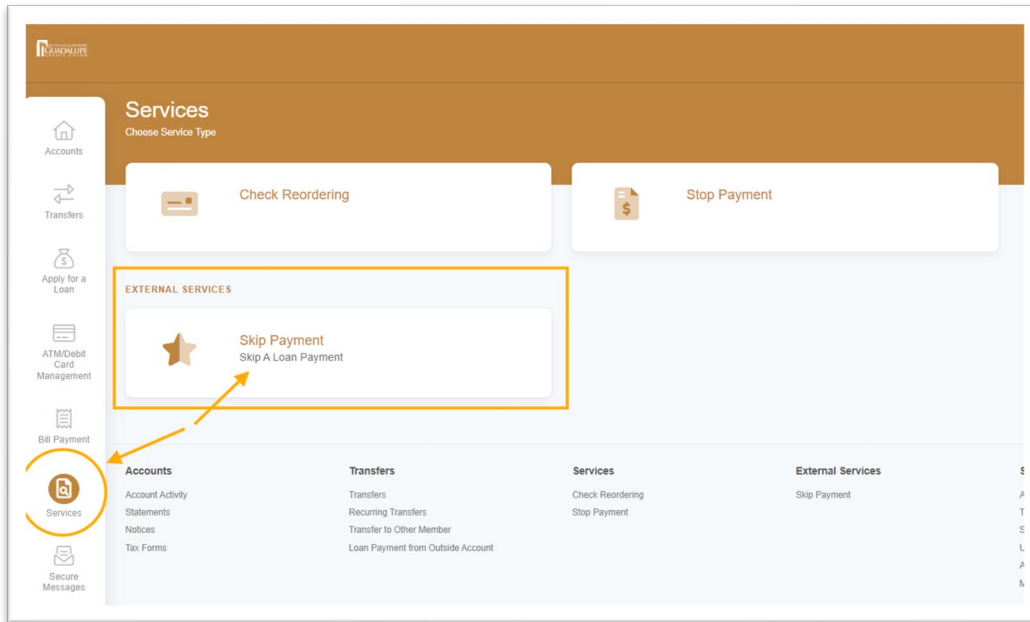 GUADALUPE
CREDIT UNION
Services
Choose Service Type
Accounts
Transfers
Apply for a
Loan
ATM/Debit
Card
Management
Bill Payment
Services
Secure
Messages
Check Reordering
Stop Payment
EXTERNAL SERVICES
Skip Payment
Skip A Loan Payment
Accounts
Account Activity
Statements
Notices
Tax Forms
Transfers
Transfers
Recurring Transfers
Transfer to Other Member
Loan Payment from Outside Account
Services
Check Reordering
Stop Payment
External Services
Skip Payment